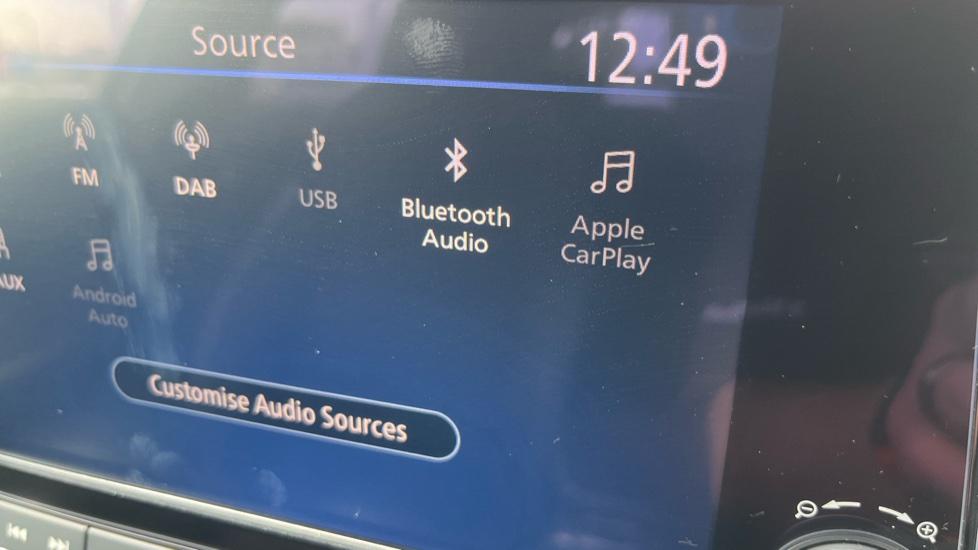 Source
12:49
FM
DAB
USB
Bluetooth
Audio
Apple
CarPlay
AUX
Android
Auto
Customise Audio Sources